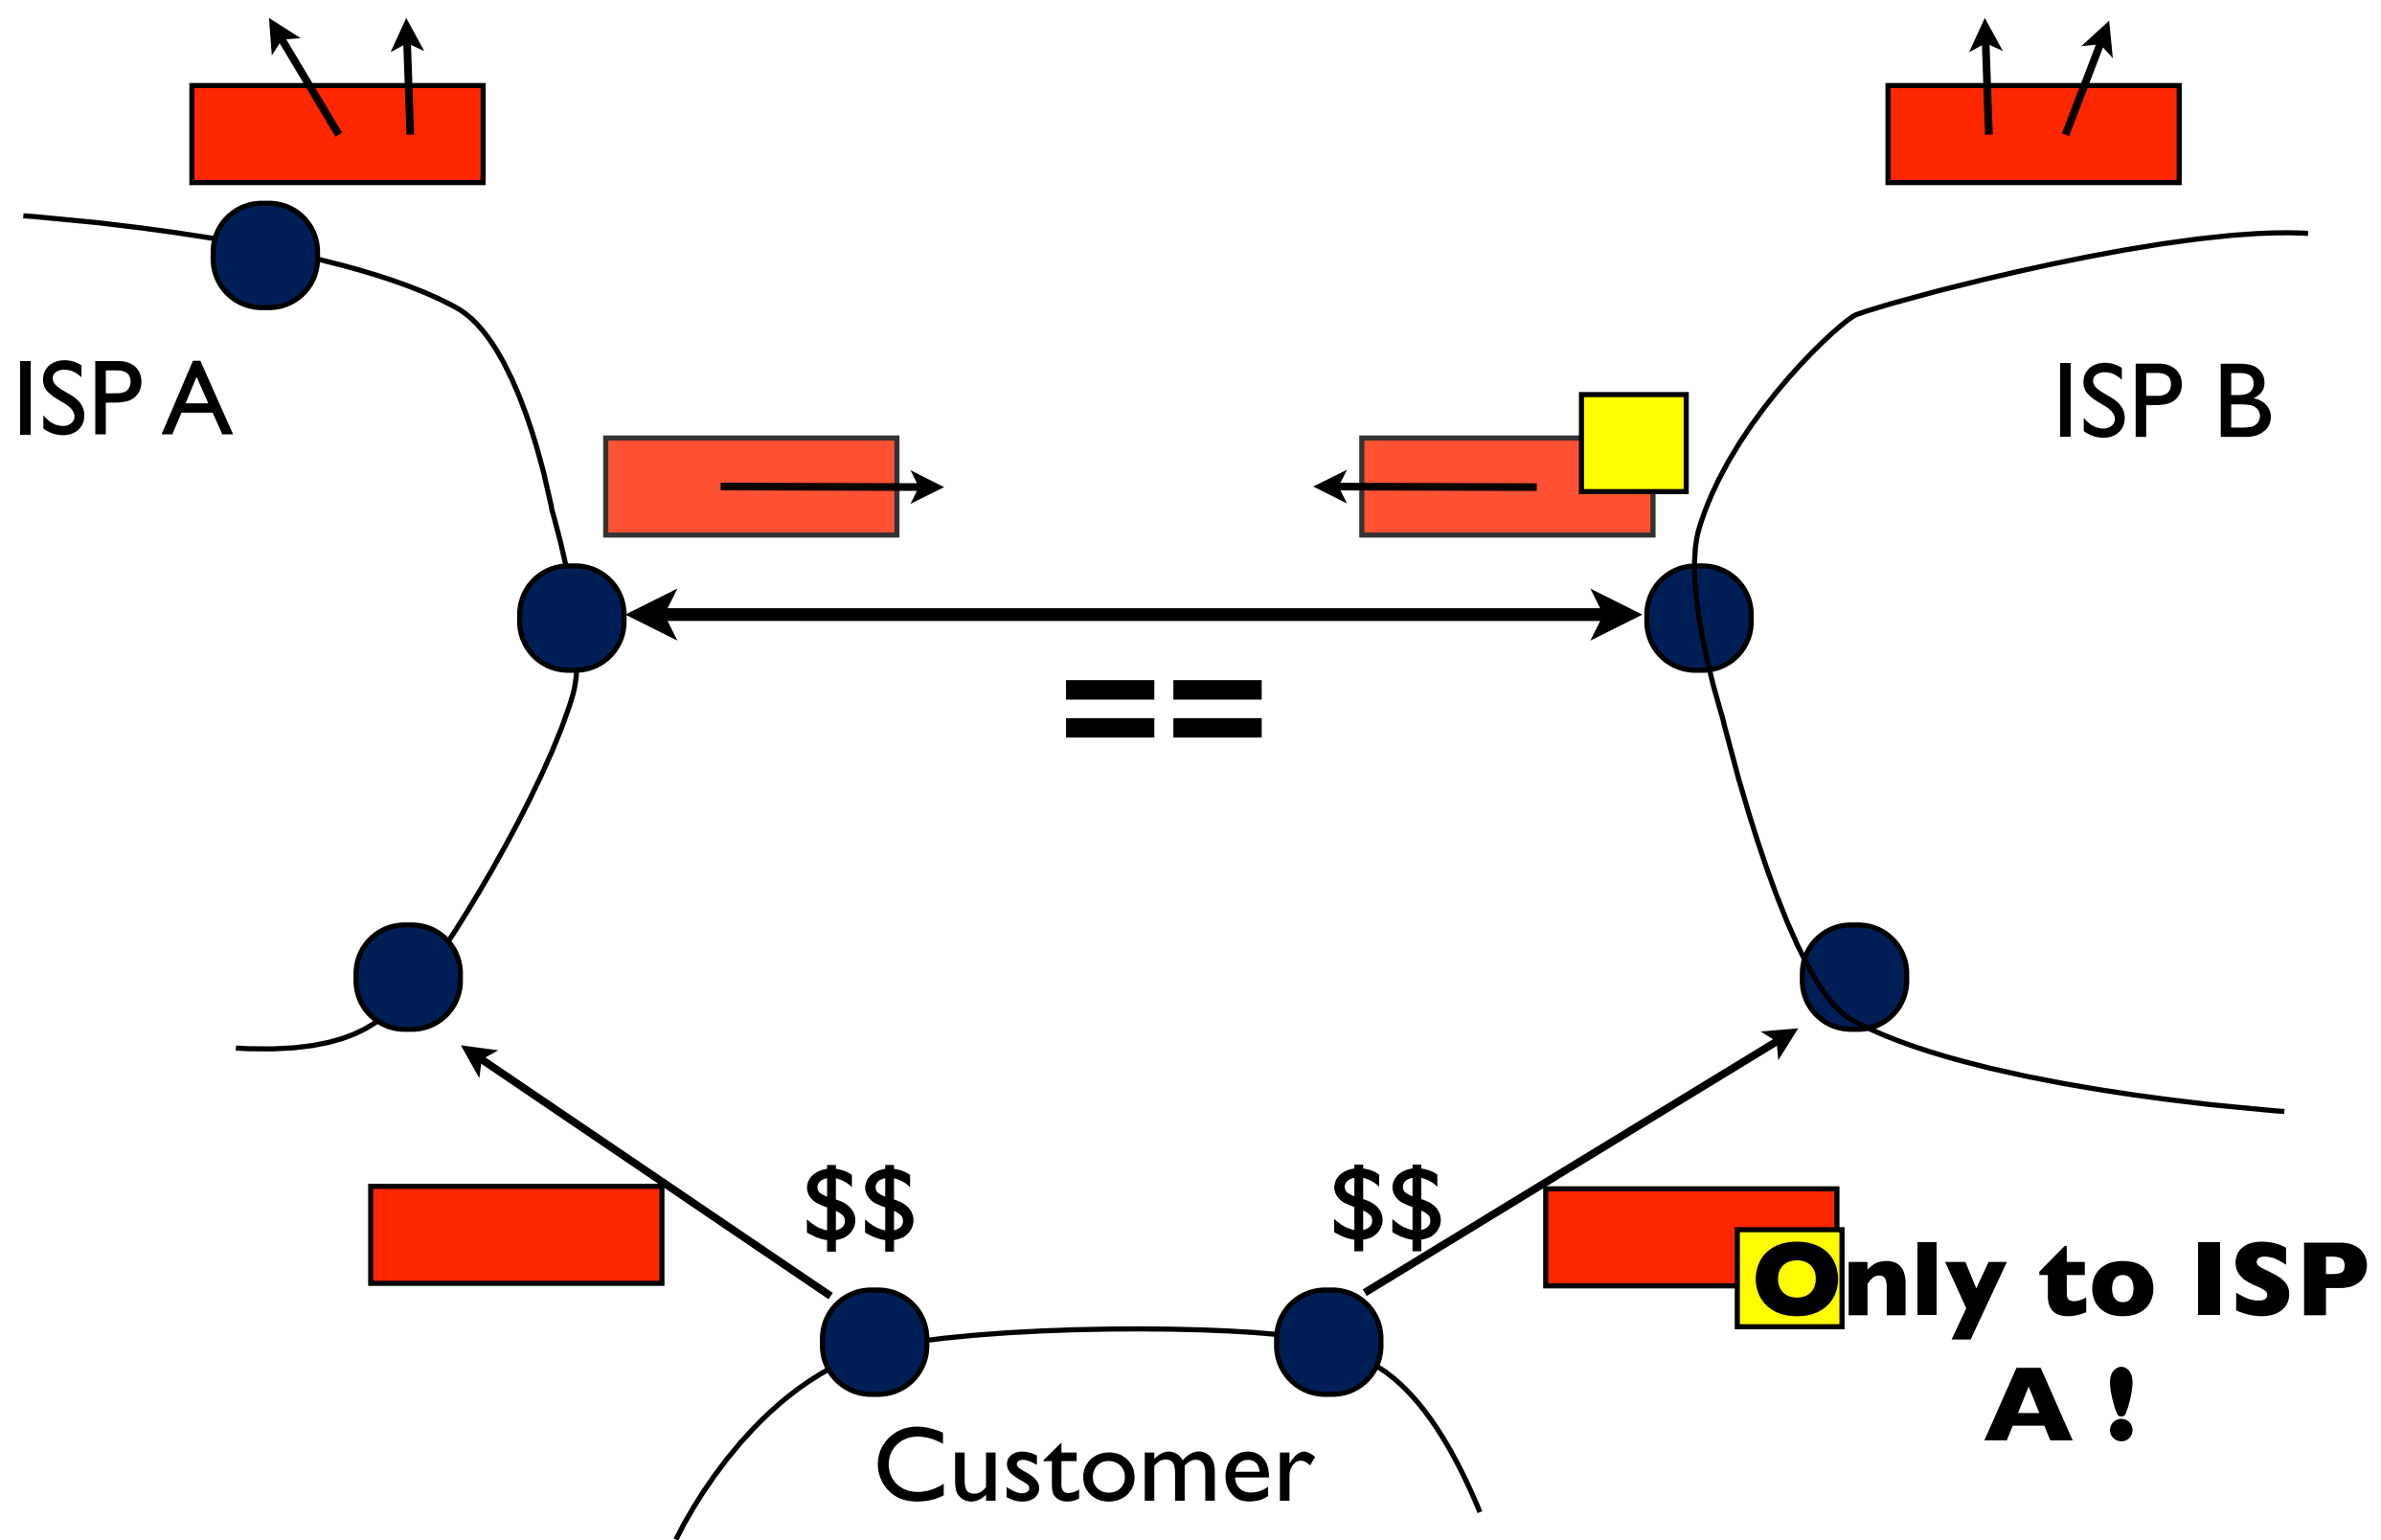 ISP A
ISP B
==
$$
$$
Only to ISP
A !
Customer